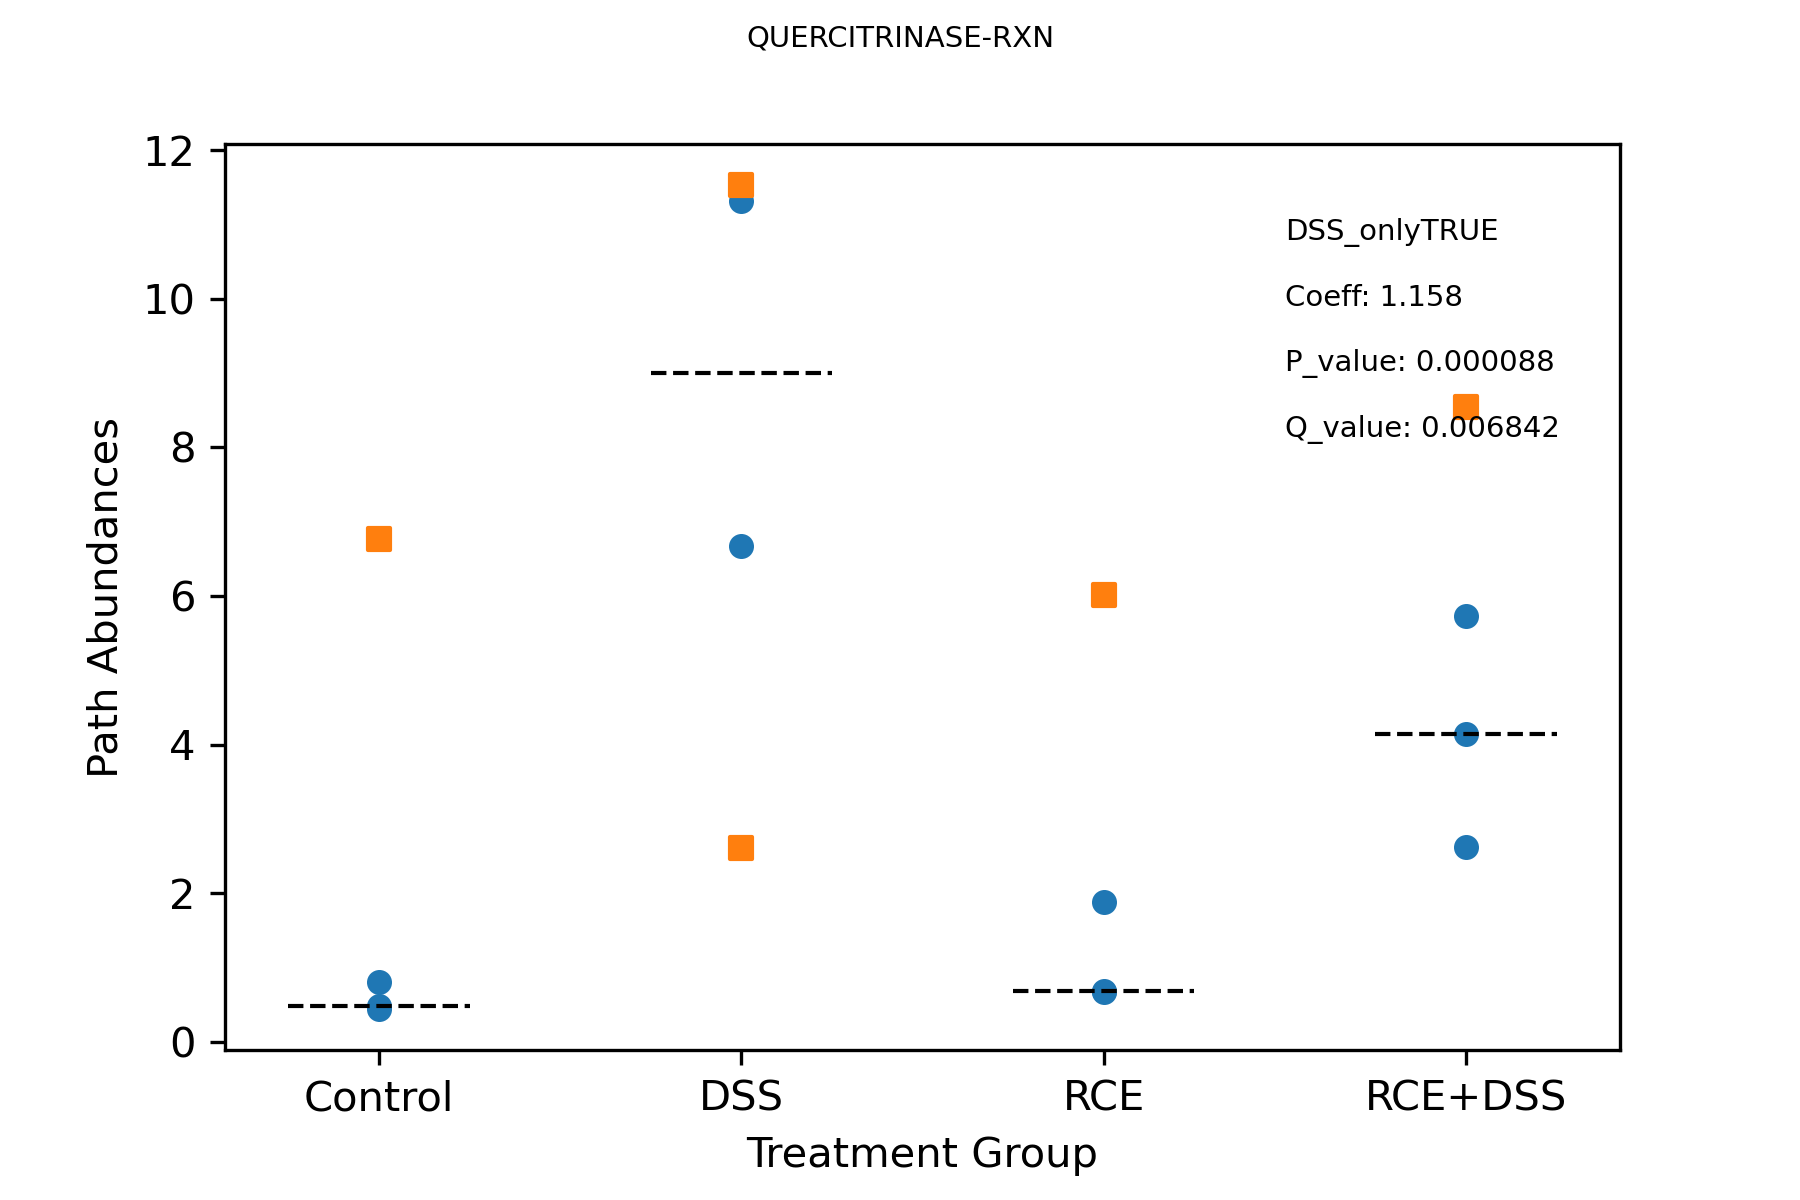 QUERCITRINASE-RXN
12
10
8
6
4
2
0
Path Abundances
DSS_onlyTRUE
Coeff: 1.158
P_value: 0.000088
Q_value: 0.006842
Control
DSS
RCE
RCE+DSS
Treatment Group